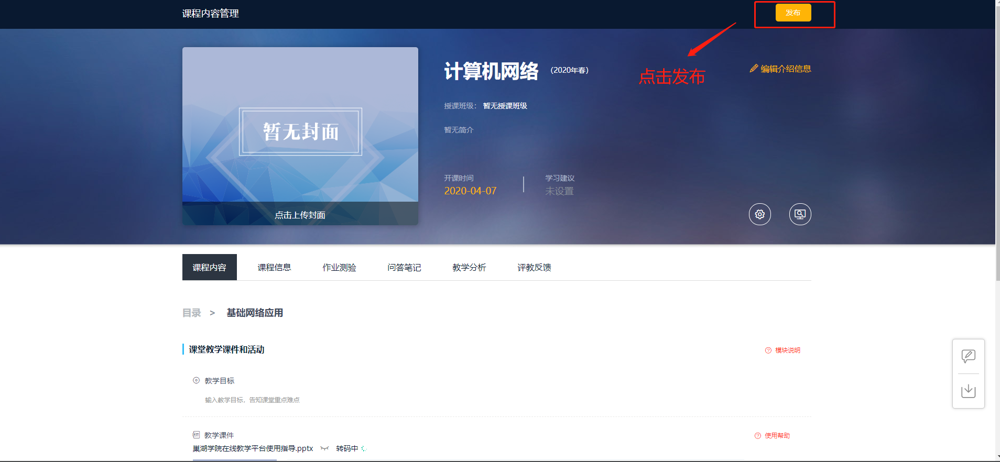 课程内容管理
发布
计算机网络 (2020年春)
点击发布
编辑介绍信息
授课班级： 暂无授课班级
暂无简介
暂无封面
开课时间
2020-04-07
学习建议
未设置
点击上传封面
课程内容 课程信息 作业测验 问答笔记 教学分析 评教反馈
目录 > 基础网络应用
课堂教学课件和活动
模块说明
教学目标
输入教学目标，告知课堂重点难点
教学课件
使用帮助
巢湖学院在线教学平台使用指导.pptx 转码中